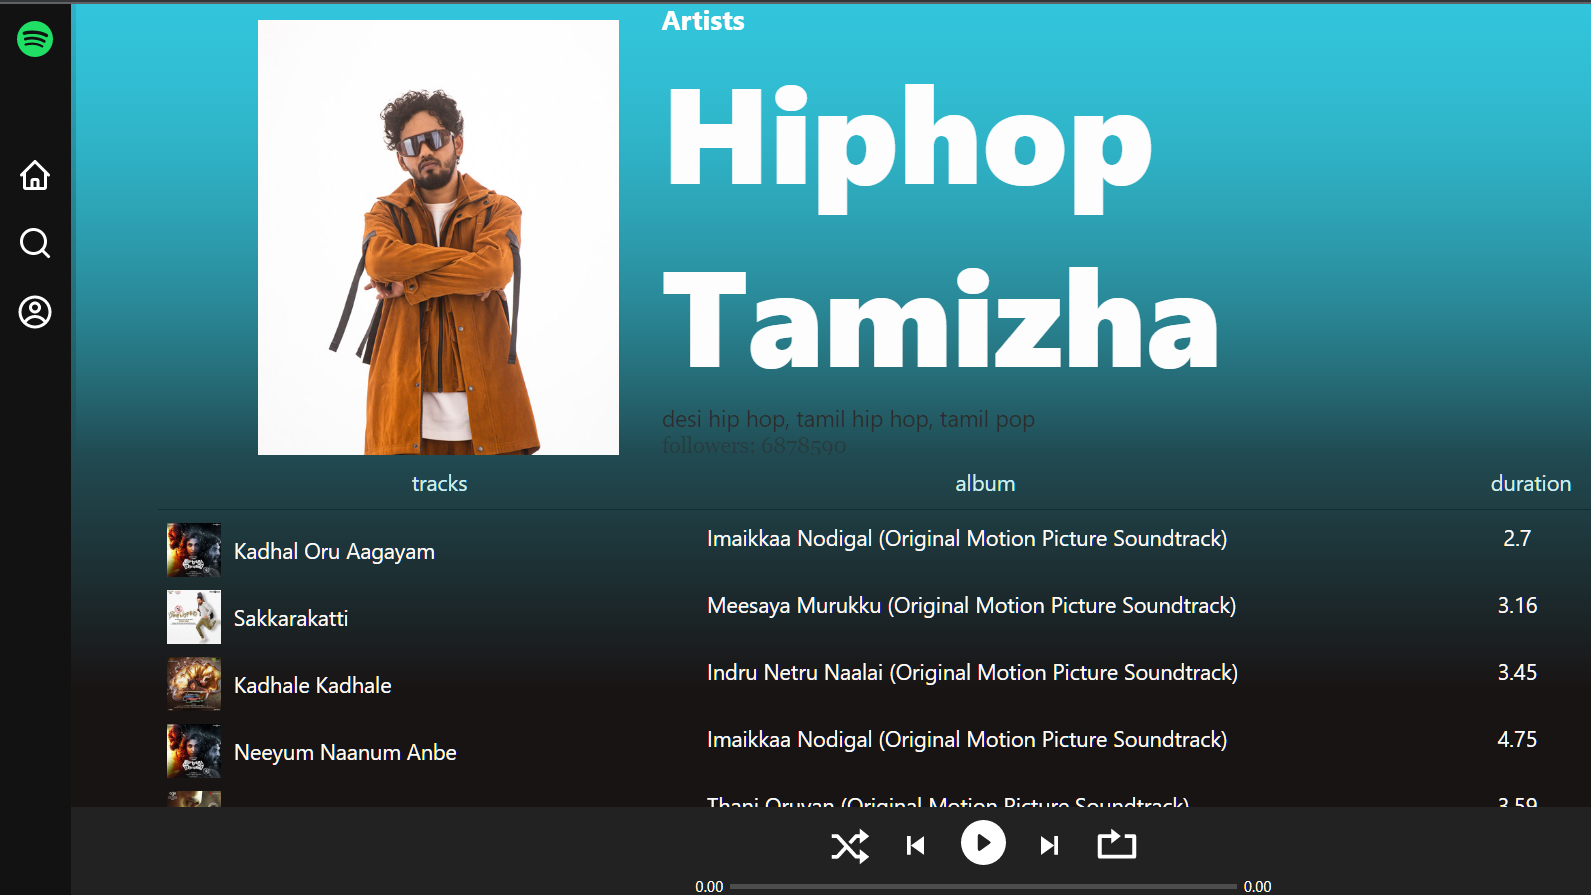 Artists
Hiphop
Tamizha
desi hip hop, tamil hip hop, tamil pop
followers: 6878590
tracks album duration
Kadhal Oru Aagayam Imaikkaa Nodigal (Original Motion Picture Soundtrack) 2.7
Sakkarakatti Meesaya Murukku (Original Motion Picture Soundtrack) 3.16
Kadhale Kadhale Indru Netru Naalai (Original Motion Picture Soundtrack) 3.45
Neeyum Naanum Anbe Imaikkaa Nodigal (Original Motion Picture Soundtrack) 4.75
Thani Oruvan (Original Motion Picture Soundtrack) 3.59
0.00 0.00